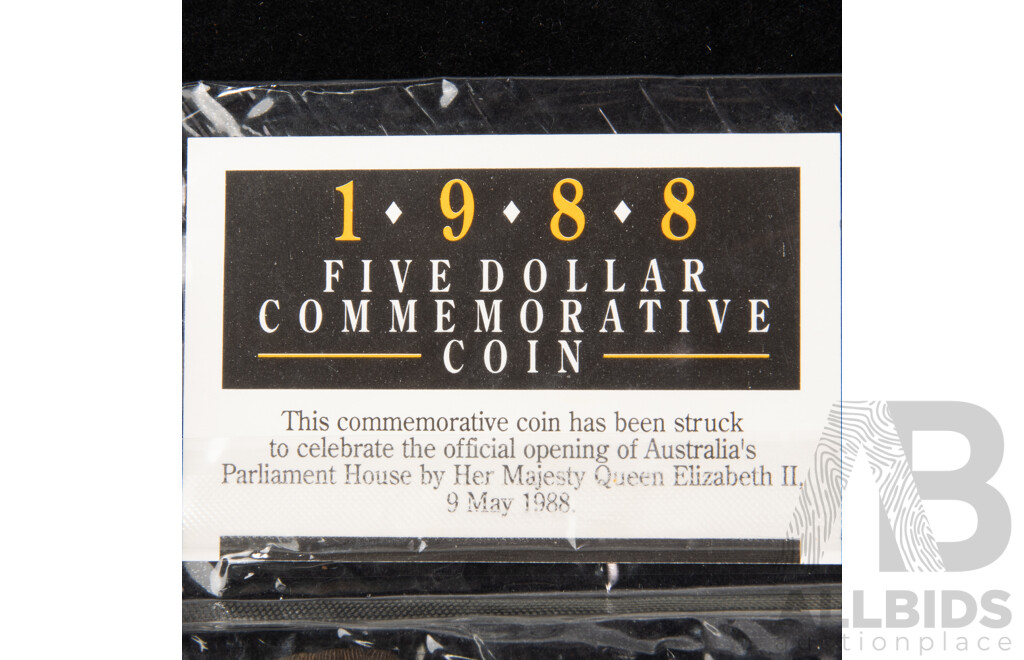 1 ♦ 9 ♦ 8 ♦ 8
FIVE DOLLAR
COMMEMORATIVE
COIN
This commemorative coin has been struck
to celebrate the official opening of Australia's
Parliament House by Her Majesty Queen Elizabeth II,
9 May 1988.
AB
ALLBIDS
auctionplace